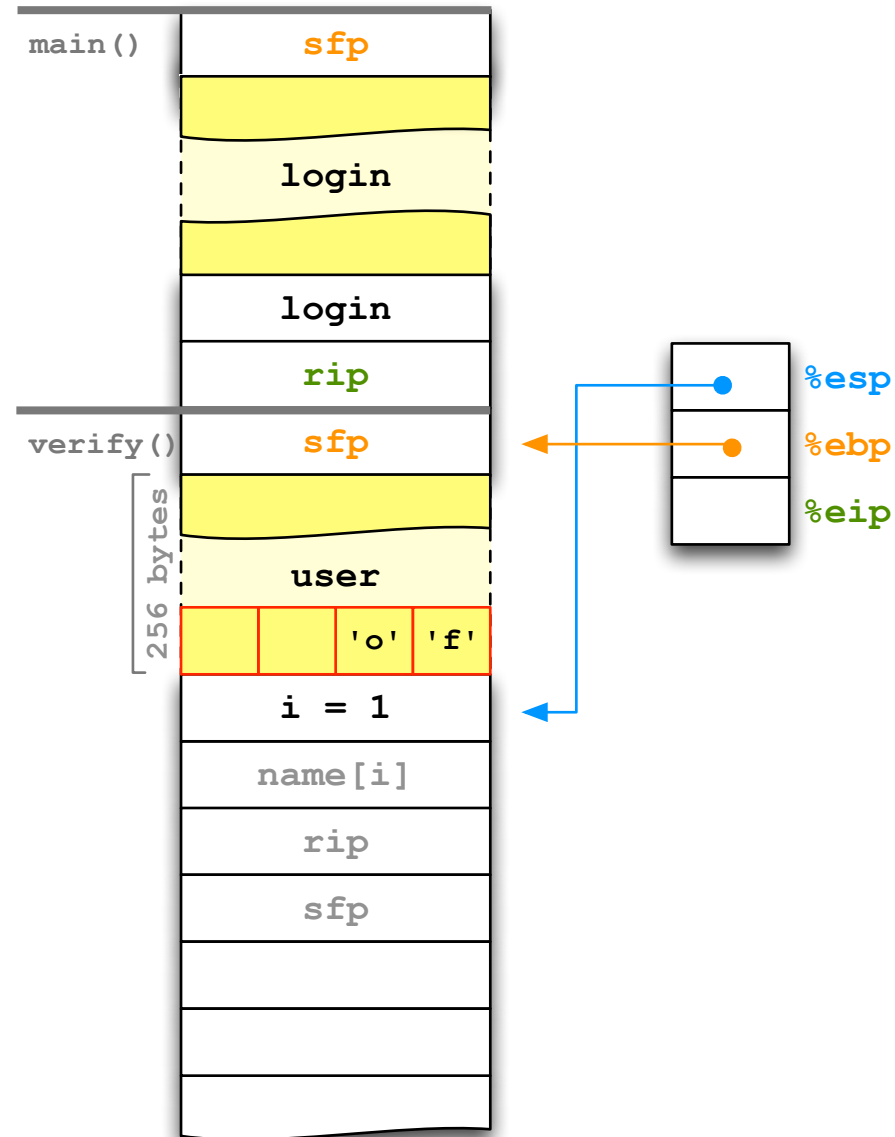 main()
sfp
login
login
rip
verify()
sfp
256 bytes
user
'o' 'f'
i = 1
name[i]
rip
sfp
%esp
%ebp
%eip